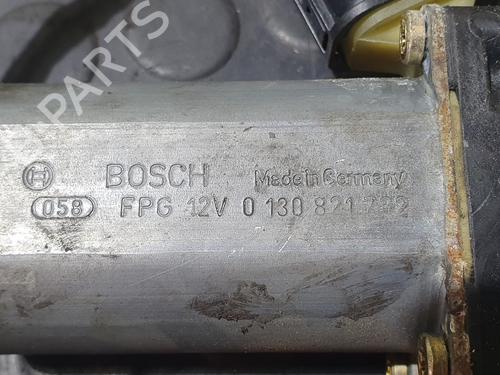 BOSCH Made in Germany
058 FPG 12V 0 130 821
B-PARTS